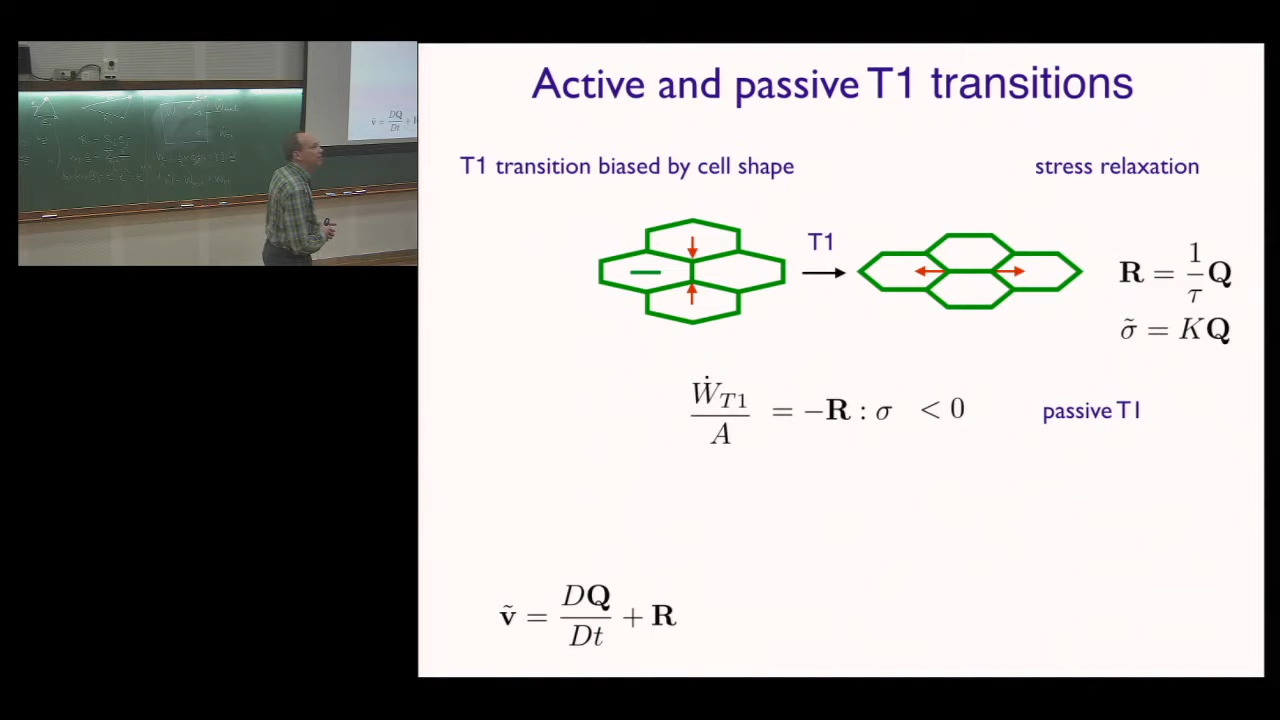 Active and passive T1 transitions
T1 transition biased by cell shape
stress relaxation
T1
R = 1/τ Q
σ̃ = KQ
Ẇ_T1/A = −R : σ < 0
passive T1
ṽ = DQ/Dt + R